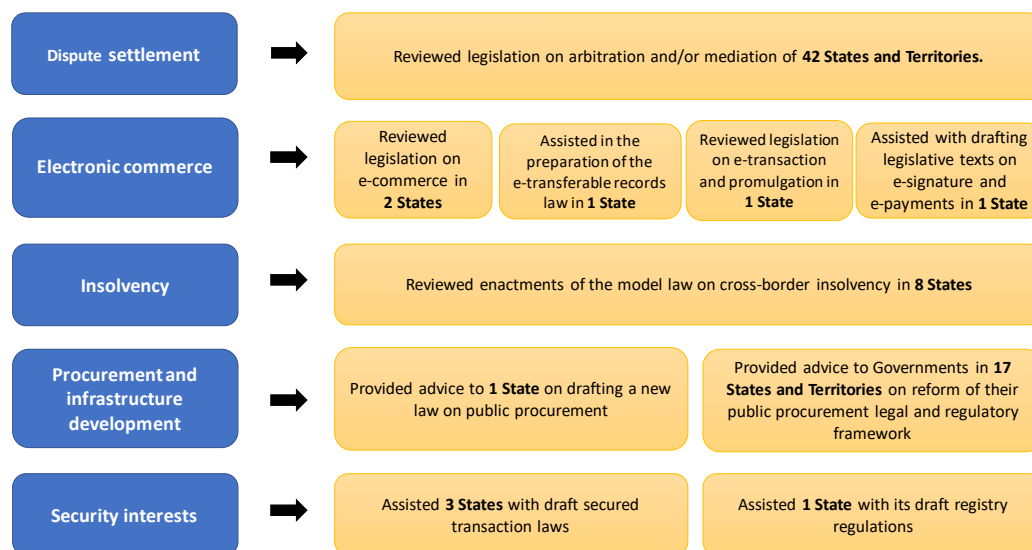 Dispute settlement
Reviewed legislation on arbitration and/or mediation of 42 States and Territories.
Electronic commerce
Reviewed
legislation on
e-commerce in
2 States
Assisted in the
preparation of the
e-transferable records
law in 1 State
Reviewed legislation
on e-transaction
and promulgation in
1 State
Assisted with drafting
legislative texts on
e-signature and
e-payments in 1 State
Insolvency
Reviewed enactments of the model law on cross-border insolvency in 8 States
Procurement and
infrastructure
development
Provided advice to 1 State on drafting a new
law on public procurement
Provided advice to Governments in 17
States and Territories on reform of their
public procurement legal and regulatory
framework
Security interests
Assisted 3 States with draft secured
transaction laws
Assisted 1 State with its draft registry
regulations